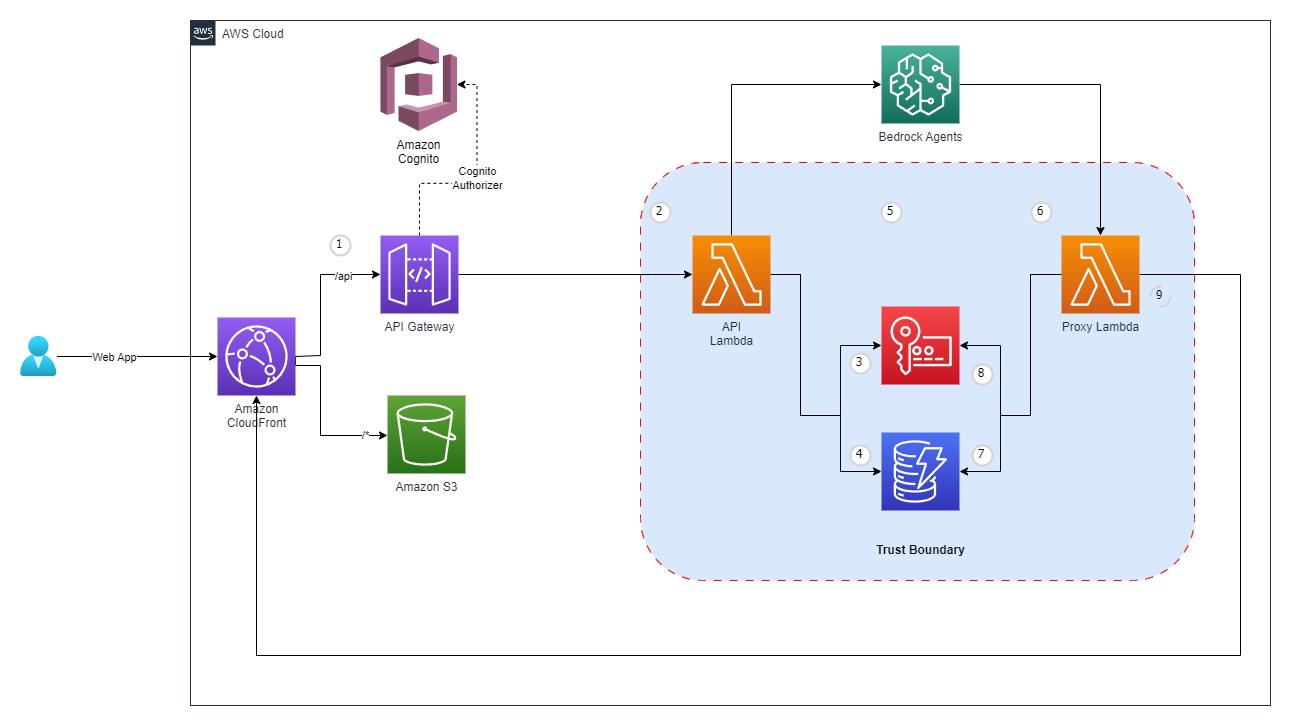 aws
AWS Cloud
Amazon
Cognito
Cognito
Authorizer
Bedrock Agents
1
2
5
6
/api
API Gateway
API
Lambda
Proxy Lambda
9
Web App
Amazon
CloudFront
3
8
/*
Amazon S3
4
7
Trust Boundary